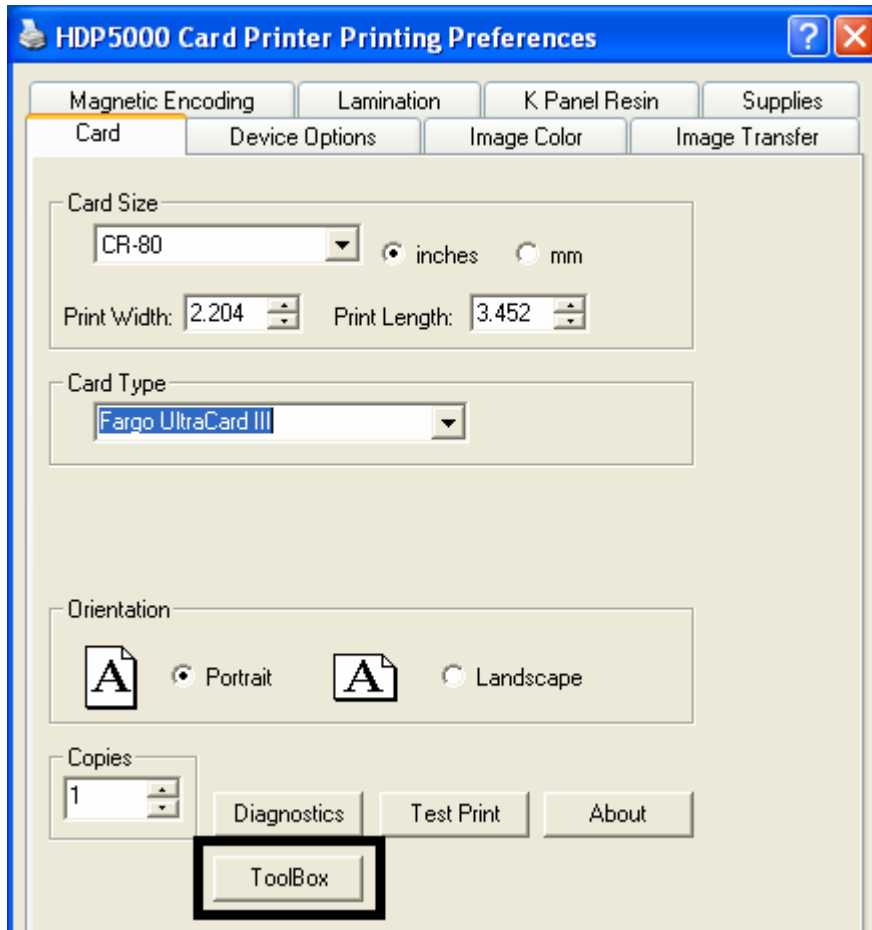 HDP5000 Card Printer Printing Preferences
Magnetic Encoding Lamination K Panel Resin Supplies
Card Device Options Image Color Image Transfer
Card Size
CR-80 inches mm
Print Width: 2.204 Print Length: 3.452
Card Type
Fargo UltraCard III
Orientation
A Portrait A Landscape
Copies
1 Diagnostics Test Print About
ToolBox